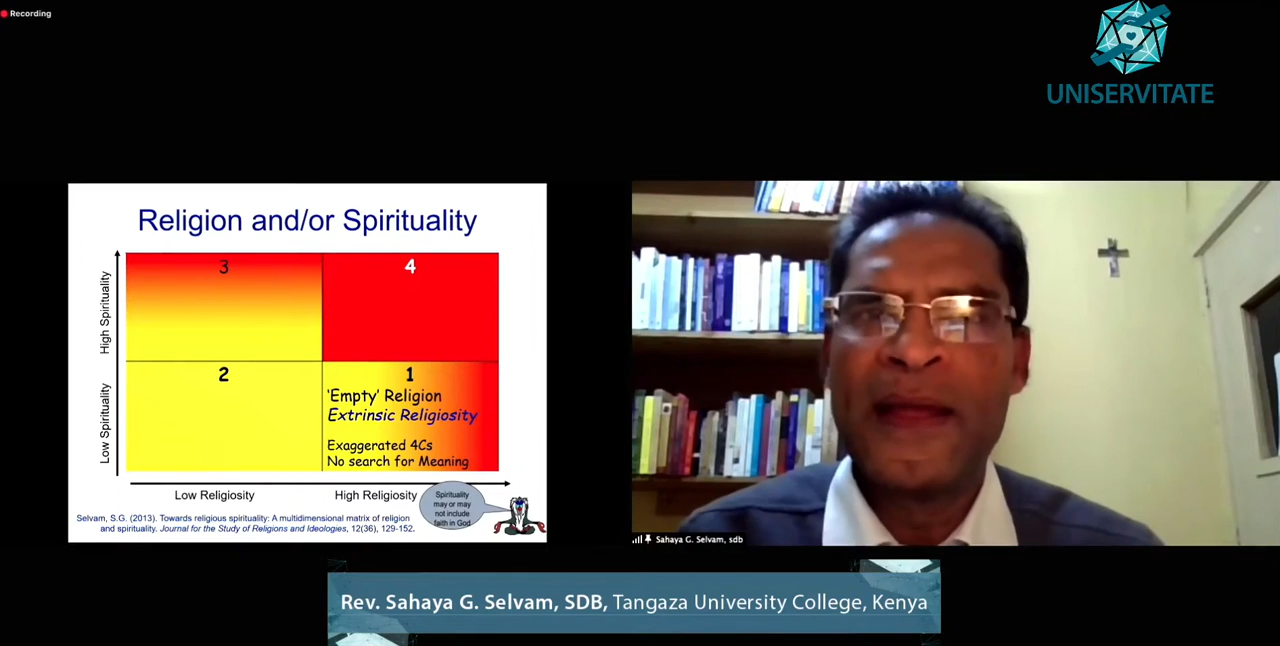 Recording
UNISERVITATE
Religion and/or Spirituality
High Spirituality
Low Spirituality
3
4
2
1
‘Empty’ Religion
Extrinsic Religiosity
Exaggerated 4Cs
No search for Meaning
Low Religiosity
High Religiosity
Spirituality
may or may
not include
faith in God
Selvam, S.G. (2013). Towards religious spirituality: A multidimensional matrix of religion
and spirituality. Journal for the Study of Religions and Ideologies, 12(36), 129-152.
Sahaya G. Selvam, sdb
Rev. Sahaya G. Selvam, SDB, Tangaza University College, Kenya